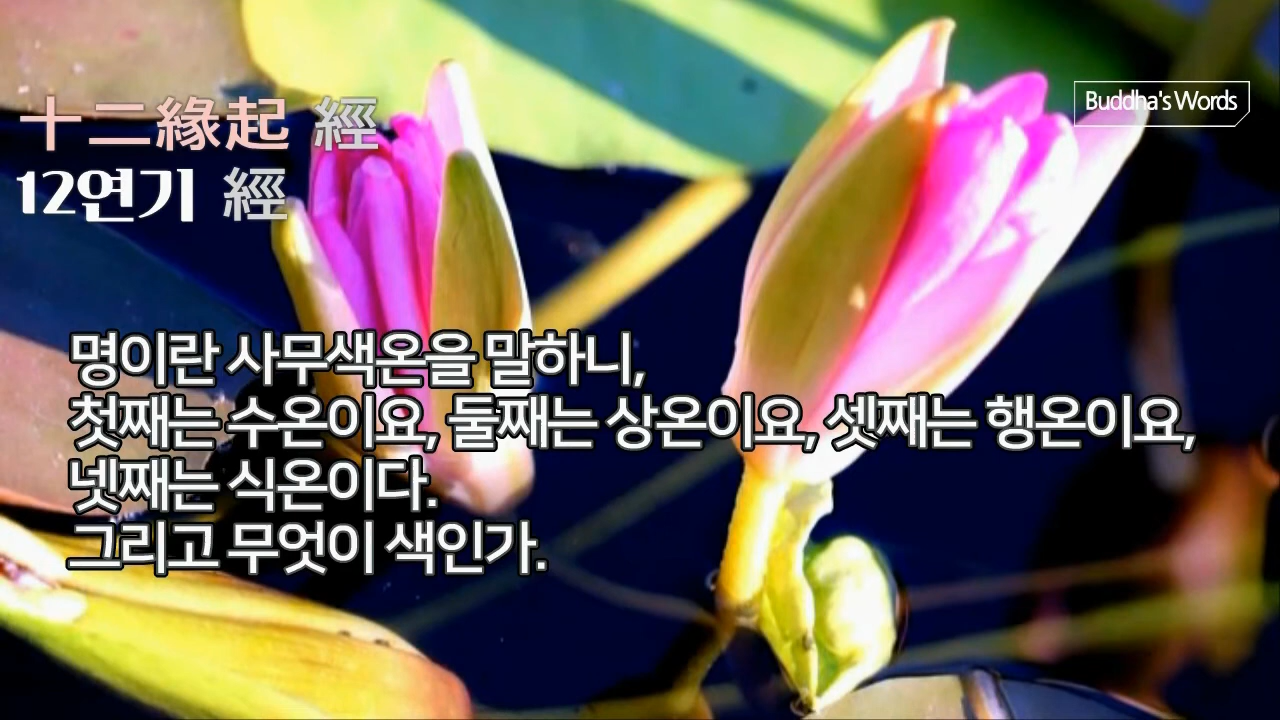 十二緣起 經
12연기 經
Buddha's Words
명이란 사무색온을 말하니,
첫째는 수온이요, 둘째는 상온이요, 셋째는 행온이요,
넷째는 식온이다.
그리고 무엇이 색인가.